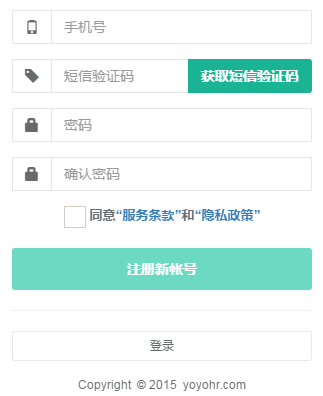 手机号
短信验证码 获取短信验证码
密码
确认密码
同意“服务条款”和“隐私政策”
注册新帐号
登录
Copyright © 2015 yoyohr.com